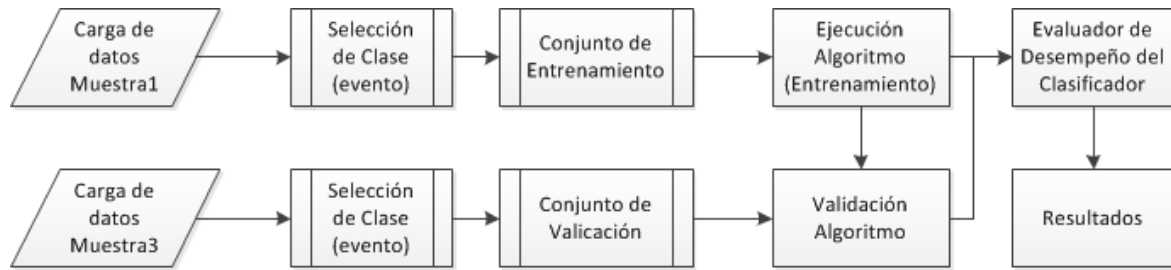 Carga de
datos
Muestra1
Selección
de Clase
(evento)
Conjunto de
Entrenamiento
Ejecución
Algoritmo
(Entrenamiento)
Evaluador de
Desempeño del
Clasificador
Carga de
datos
Muestra3
Selección
de Clase
(evento)
Conjunto de
Valicación
Validación
Algoritmo
Resultados